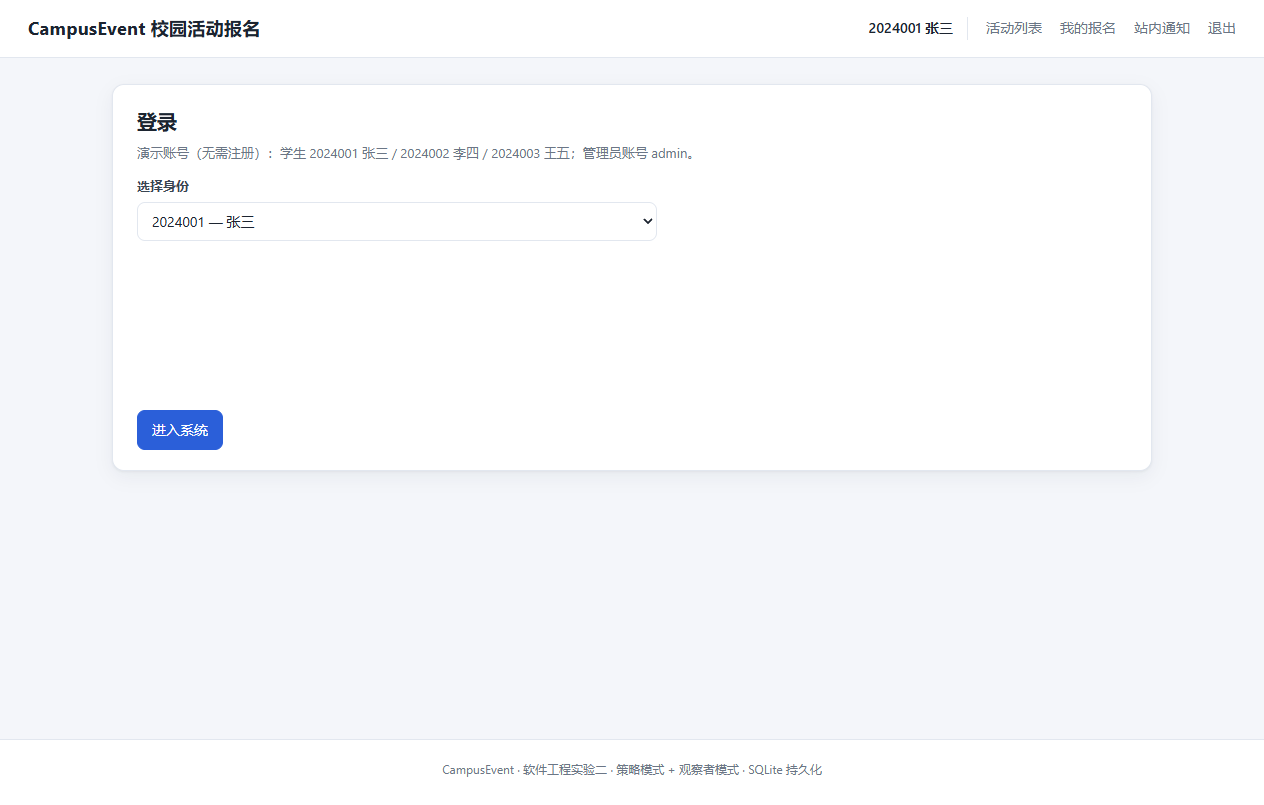 CampusEvent 校园活动报名
2024001 张三 活动列表 我的报名 站内通知 退出
登录
演示账号（无需注册）：学生 2024001 张三 / 2024002 李四 / 2024003 王五；管理员账号 admin。
选择身份
2024001 — 张三
进入系统
CampusEvent · 软件工程实验二 · 策略模式 + 观察者模式 · SQLite 持久化